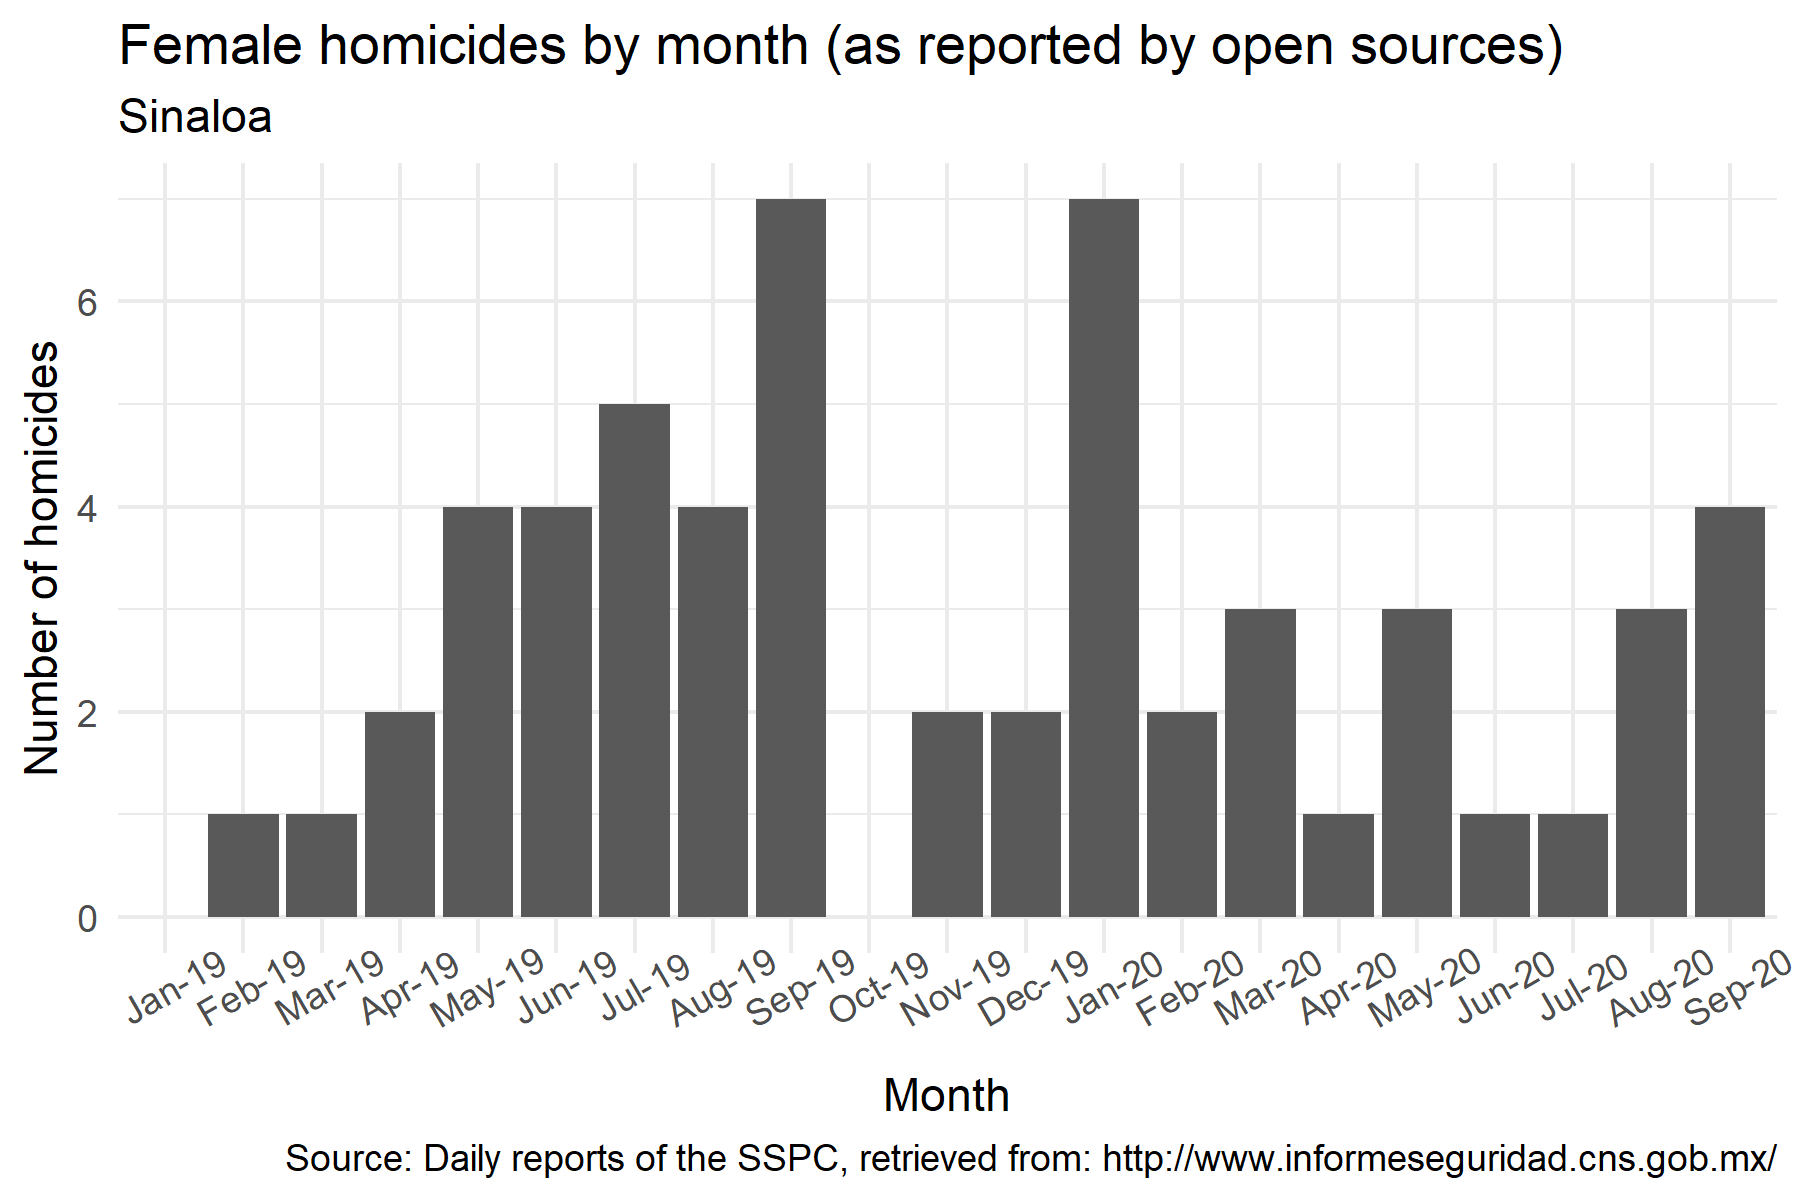 Female homicides by month (as reported by open sources)
Sinaloa
Number of homicides
6
4
2
0
Jan-19
Feb-19
Mar-19
Apr-19
May-19
Jun-19
Jul-19
Aug-19
Sep-19
Oct-19
Nov-19
Dec-19
Jan-20
Feb-20
Mar-20
Apr-20
May-20
Jun-20
Jul-20
Aug-20
Sep-20
Month
Source: Daily reports of the SSPC, retrieved from: http://www.informeseguridad.cns.gob.mx/